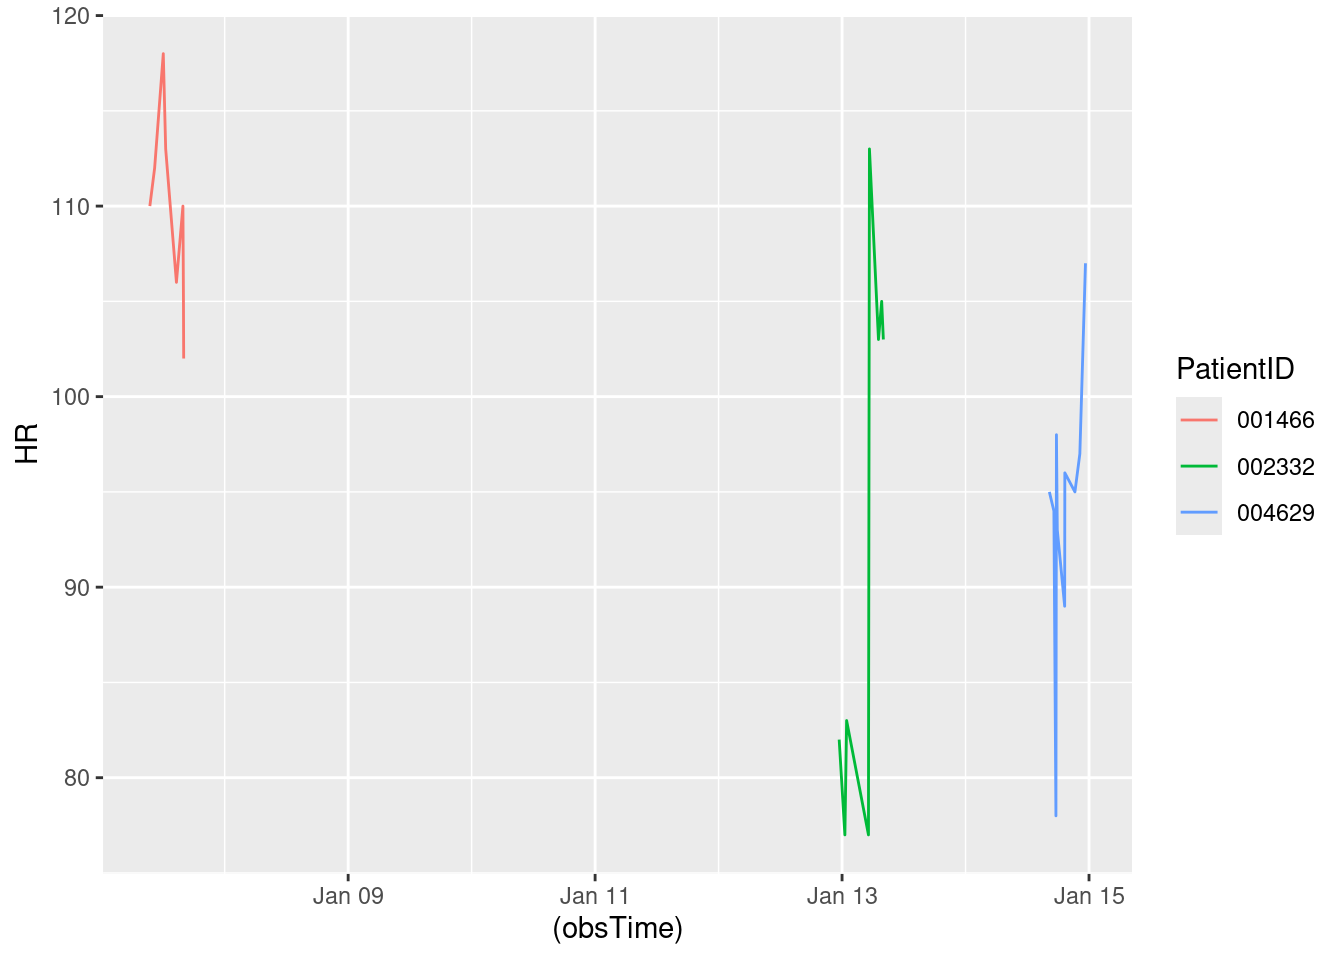 120
110
100
90
80
HR
Jan 09
Jan 11
Jan 13
Jan 15
(obsTime)
PatientID
001466
002332
004629